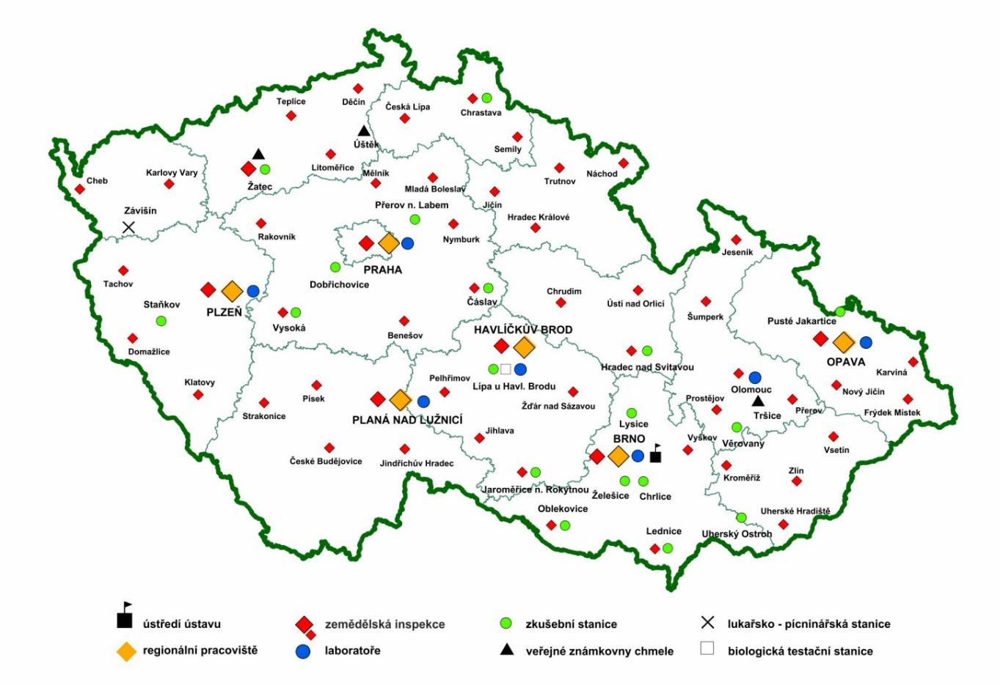 Děčín
Teplice
Česká Lípa
Chrastava
Úštěk
Semily
Litoměřice
Karlovy Vary
Mělník
Náchod
Cheb
Žatec
Trutnov
Mladá Boleslav
Jičín
Přerov n. Labem
Závišín
Hradec Králové
Rakovník
Nymburk
Jeseník
PRAHA
Tachov
Dobřichovice
Chrudim
Staňkov
Čáslav
Ústí nad Orlicí
PLZEŇ
Šumperk
Pusté Jakartice
Vysoká
HAVLÍČKŮV BROD
Benešov
Domažlice
OPAVA
Hradec nad Svitavou
Karviná
Klatovy
Pelhřimov
Lípa u Havl. Brodu
Olomouc
Nový Jičín
Písek
Prostějov
Žďár nad Sázavou
Přerov
Frýdek Místek
Strakonice
Tršice
PLANÁ NAD LUŽNICÍ
Lysice
Jihlava
BRNO
Vyškov
Věrovany
Vsetín
České Budějovice
Jindřichův Hradec
Zlín
Kroměříž
Jaroměřice n. Rokytnou
Želešice
Chrlice
Oblekovice
Uherské Hradiště
Lednice
Uherský Ostroh
ústředí ústavu
zemědělská inspekce
zkušební stanice
lukařsko - pícninářská stanice
regionální pracoviště
laboratoře
veřejné známkovny chmele
biologická testační stanice